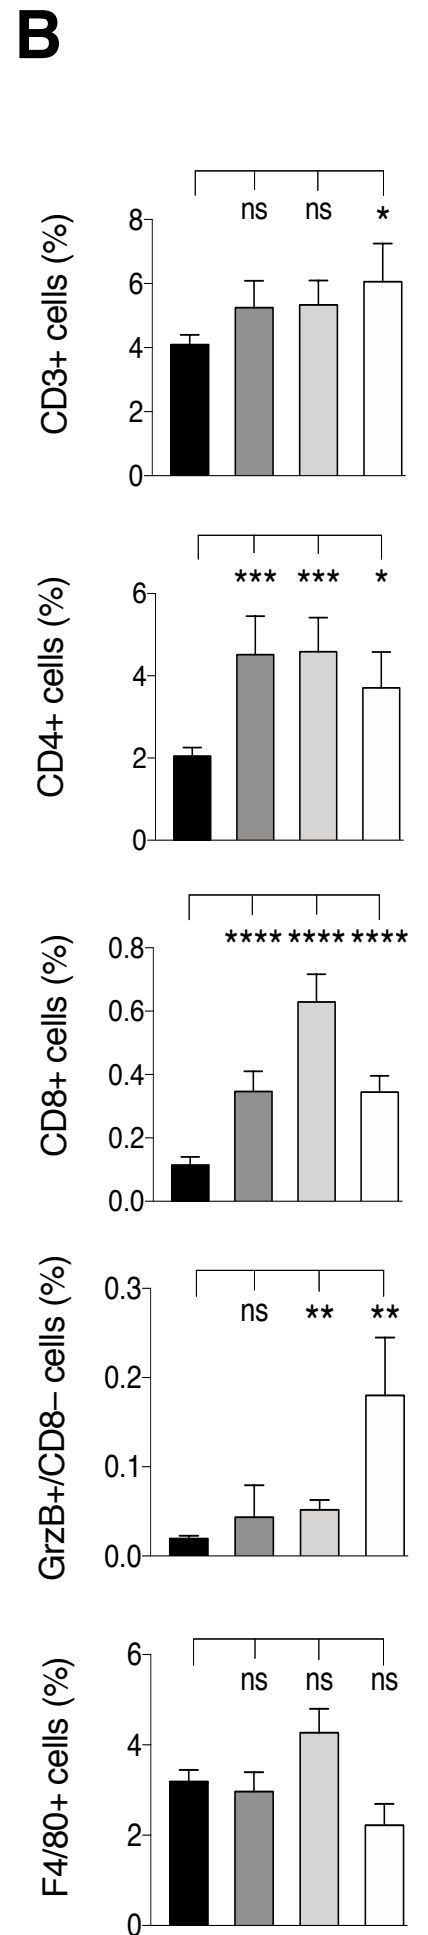 B
ns ns *
CD3+ cells (%)
8
6
4
2
0
*** *** *
CD4+ cells (%)
6
4
2
0
**** **** ****
CD8+ cells (%)
0.8
0.6
0.4
0.2
0.0
ns ** **
GrzB+/CD8– cells (%)
0.3
0.2
0.1
0.0
ns ns ns
F4/80+ cells (%)
6
4
2
0